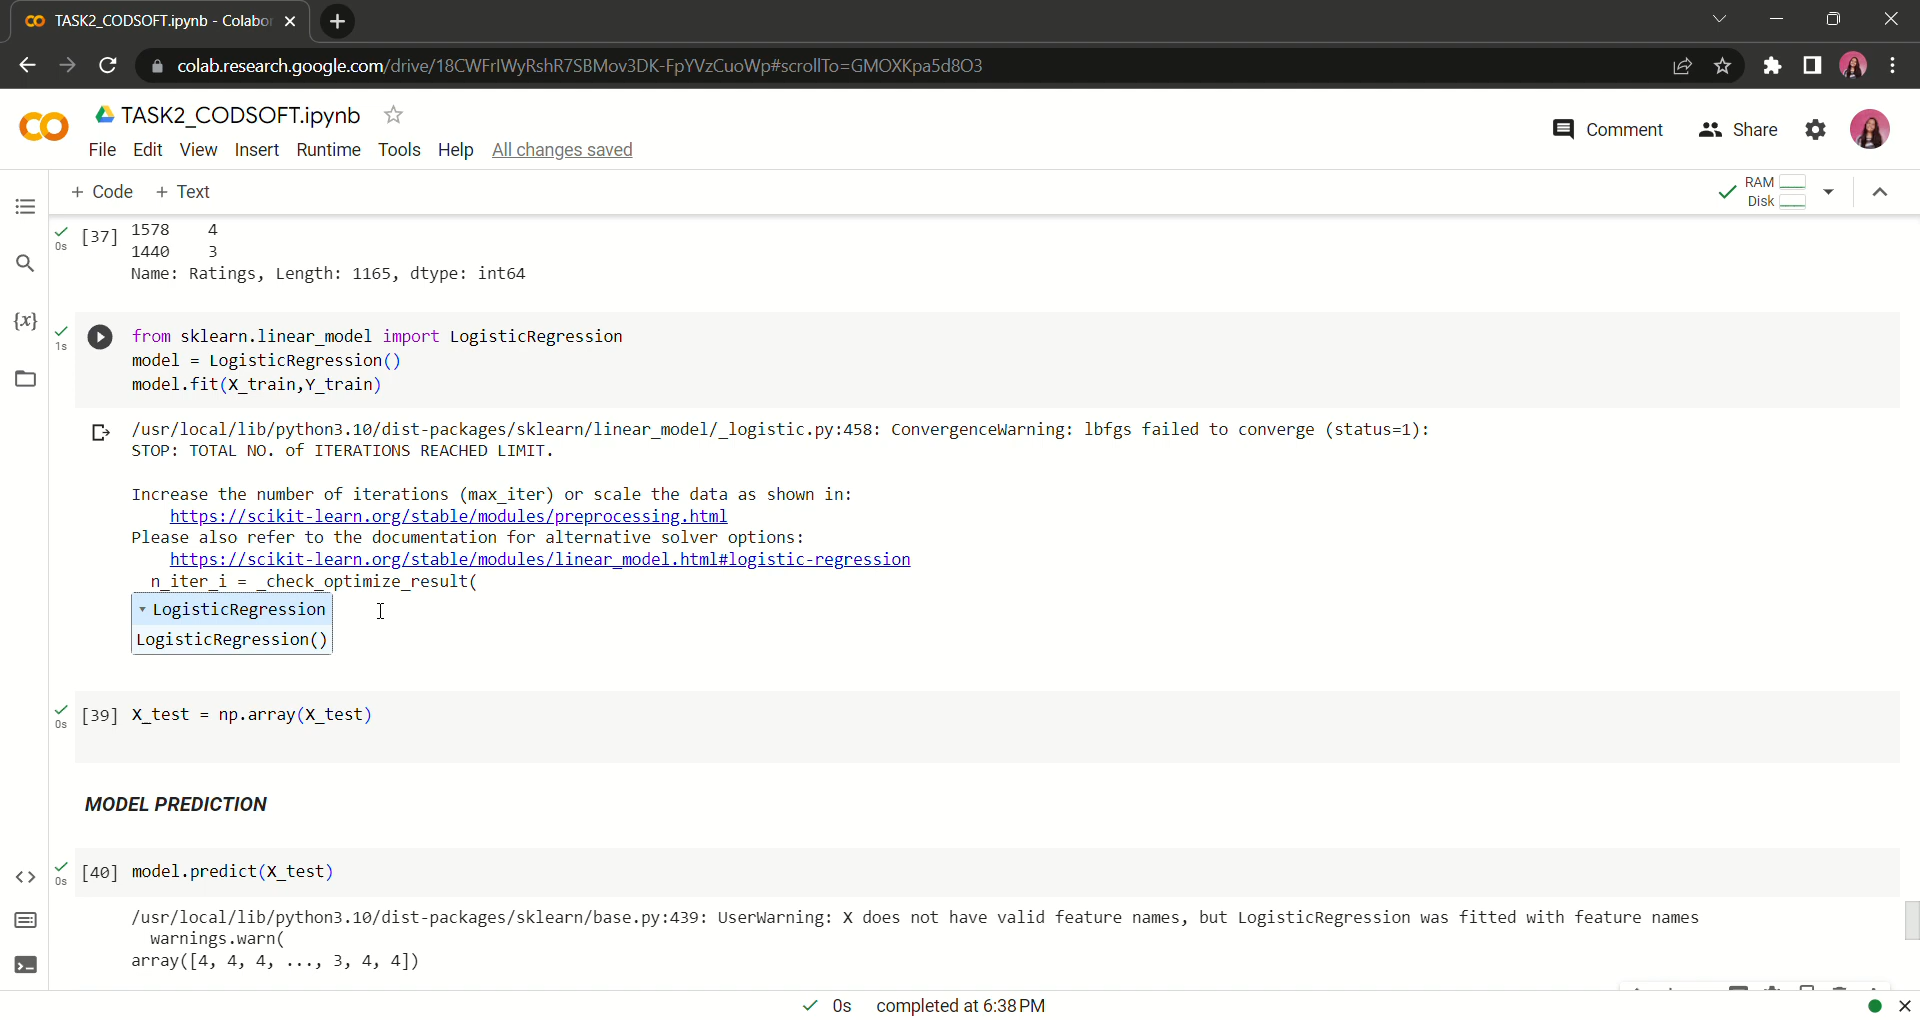 TASK2_CODSOFT.ipynb - Colabor
colab.research.google.com/drive/18CWFrIWyRshR7SBMov3DK-FpYVzCuoWp#scrollTo=GMOXKpa5d8O3
TASK2_CODSOFT.ipynb
Comment Share
File Edit View Insert Runtime Tools Help All changes saved
+ Code + Text
RAM
Disk
[37] 1578 4
0s
1440 3
Name: Ratings, Length: 1165, dtype: int64
{x}
1s
from sklearn.linear_model import LogisticRegression
model = LogisticRegression()
model.fit(X_train,Y_train)
/usr/local/lib/python3.10/dist-packages/sklearn/linear_model/_logistic.py:458: ConvergenceWarning: lbfgs failed to converge (status=1):
STOP: TOTAL NO. of ITERATIONS REACHED LIMIT.
Increase the number of iterations (max_iter) or scale the data as shown in:
https://scikit-learn.org/stable/modules/preprocessing.html
Please also refer to the documentation for alternative solver options:
https://scikit-learn.org/stable/modules/linear_model.html#logistic-regression
n_iter_i = _check_optimize_result(
▾ LogisticRegression
LogisticRegression()
[39] X_test = np.array(X_test)
0s
MODEL PREDICTION
[40] model.predict(X_test)
0s
/usr/local/lib/python3.10/dist-packages/sklearn/base.py:439: UserWarning: X does not have valid feature names, but LogisticRegression was fitted with feature names
warnings.warn(
array([4, 4, 4, ..., 3, 4, 4])
0s completed at 6:38 PM